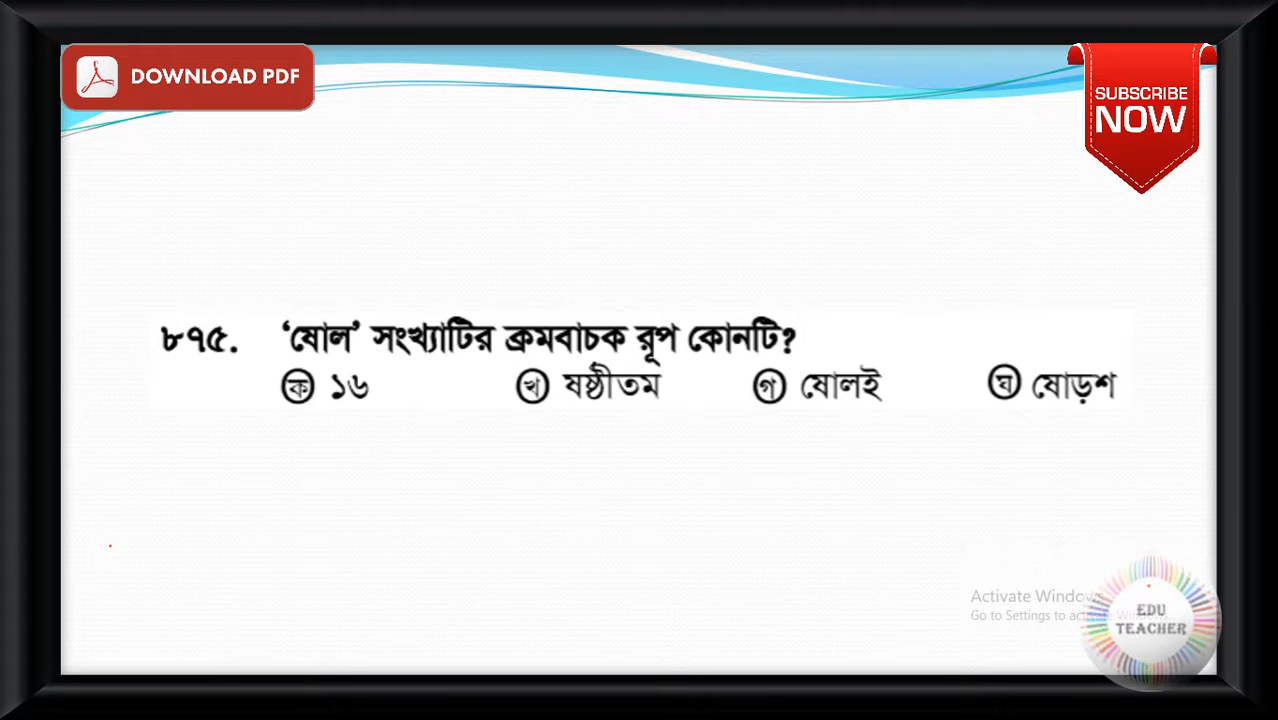 DOWNLOAD PDF
SUBSCRIBE
NOW
৮৭৫. ‘ষোল’ সংখ্যাটির ক্রমবাচক রূপ কোনটি?
ক ১৬ খ ষষ্ঠীতম গ ষোলই ঘ ষোড়শ
Activate Windows
Go to Settings to activate Windows.
EDU
TEACHER